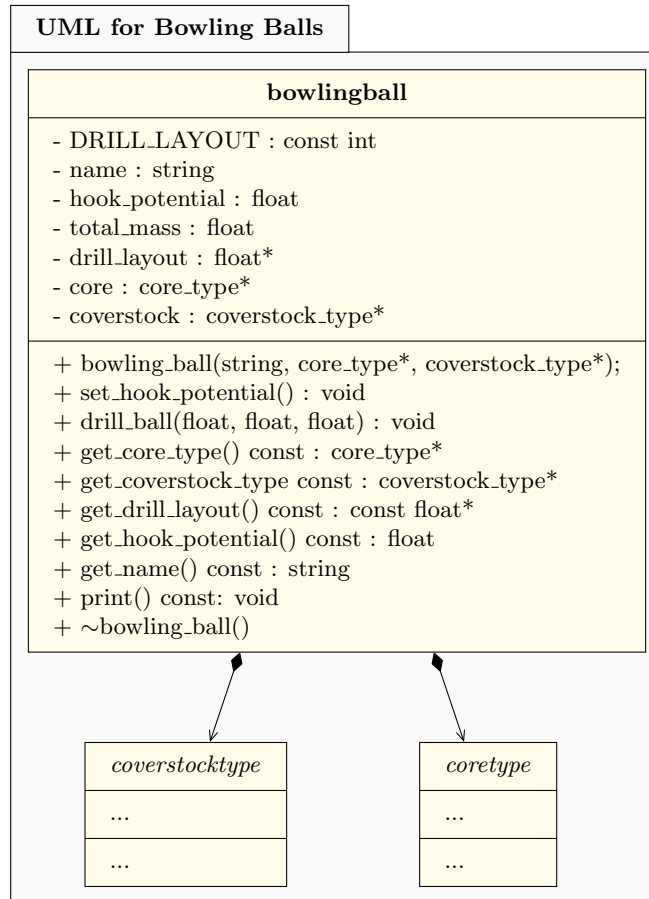 UML for Bowling Balls
bowlingball
- DRILL_LAYOUT : const int
- name : string
- hook_potential : float
- total_mass : float
- drill_layout : float*
- core : core_type*
- coverstock : coverstock_type*
+ bowling_ball(string, core_type*, coverstock_type*);
+ set_hook_potential() : void
+ drill_ball(float, float, float) : void
+ get_core_type() const : core_type*
+ get_coverstock_type const : coverstock_type*
+ get_drill_layout() const : const float*
+ get_hook_potential() const : float
+ get_name() const : string
+ print() const: void
+ ∼bowling_ball()
coverstocktype
...
...
coretype
...
...